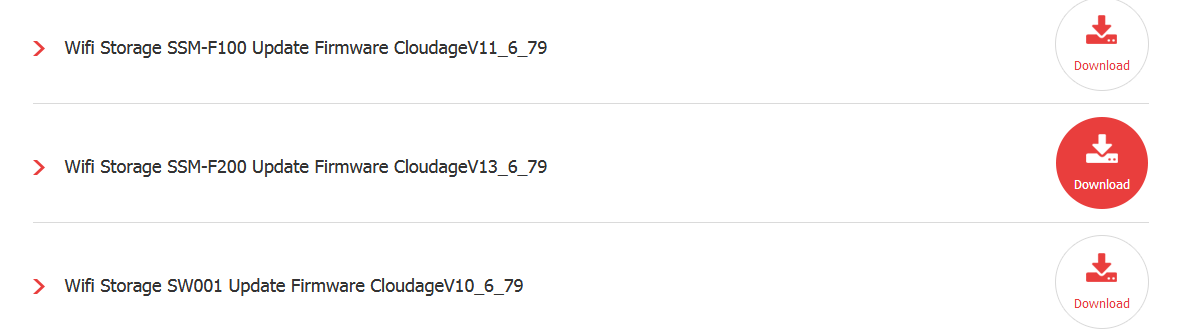 Wifi Storage SSM-F100 Update Firmware CloudageV11_6_79
Download
Wifi Storage SSM-F200 Update Firmware CloudageV13_6_79
Download
Wifi Storage SW001 Update Firmware CloudageV10_6_79
Download